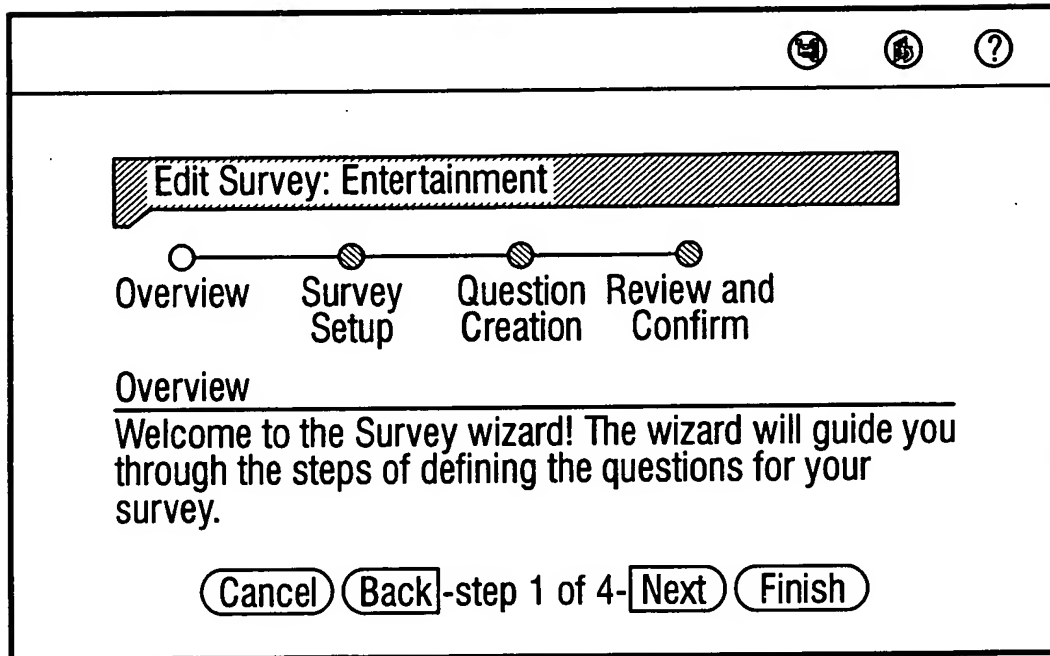 ?
Edit Survey: Entertainment
Overview
Survey
Setup
Question
Creation
Review and
Confirm
Overview
Welcome to the Survey wizard! The wizard will guide you
through the steps of defining the questions for your
survey.
Cancel Back -step 1 of 4- Next Finish